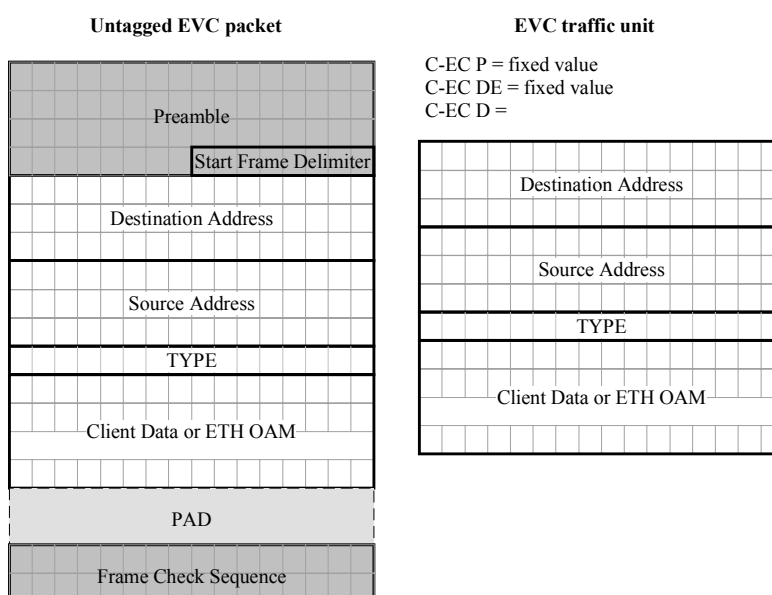 Untagged EVC packet
Preamble
Start Frame Delimiter
Destination Address
Source Address
TYPE
Client Data or ETH OAM
PAD
Frame Check Sequence
EVC traffic unit
C-EC P = fixed value
C-EC DE = fixed value
C-EC D =
Destination Address
Source Address
TYPE
Client Data or ETH OAM